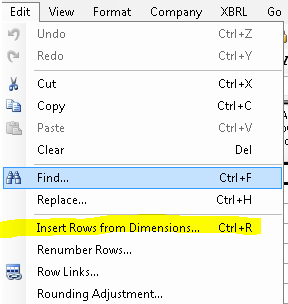 Edit View Format Company XBRL
Undo Ctrl+Z
Redo Ctrl+Y
Cut Ctrl+X
Copy Ctrl+C
Paste Ctrl+V
Clear Del
Find... Ctrl+F
Replace... Ctrl+H
Insert Rows from Dimensions... Ctrl+R
Renumber Rows...
Row Links...
Rounding Adjustment...